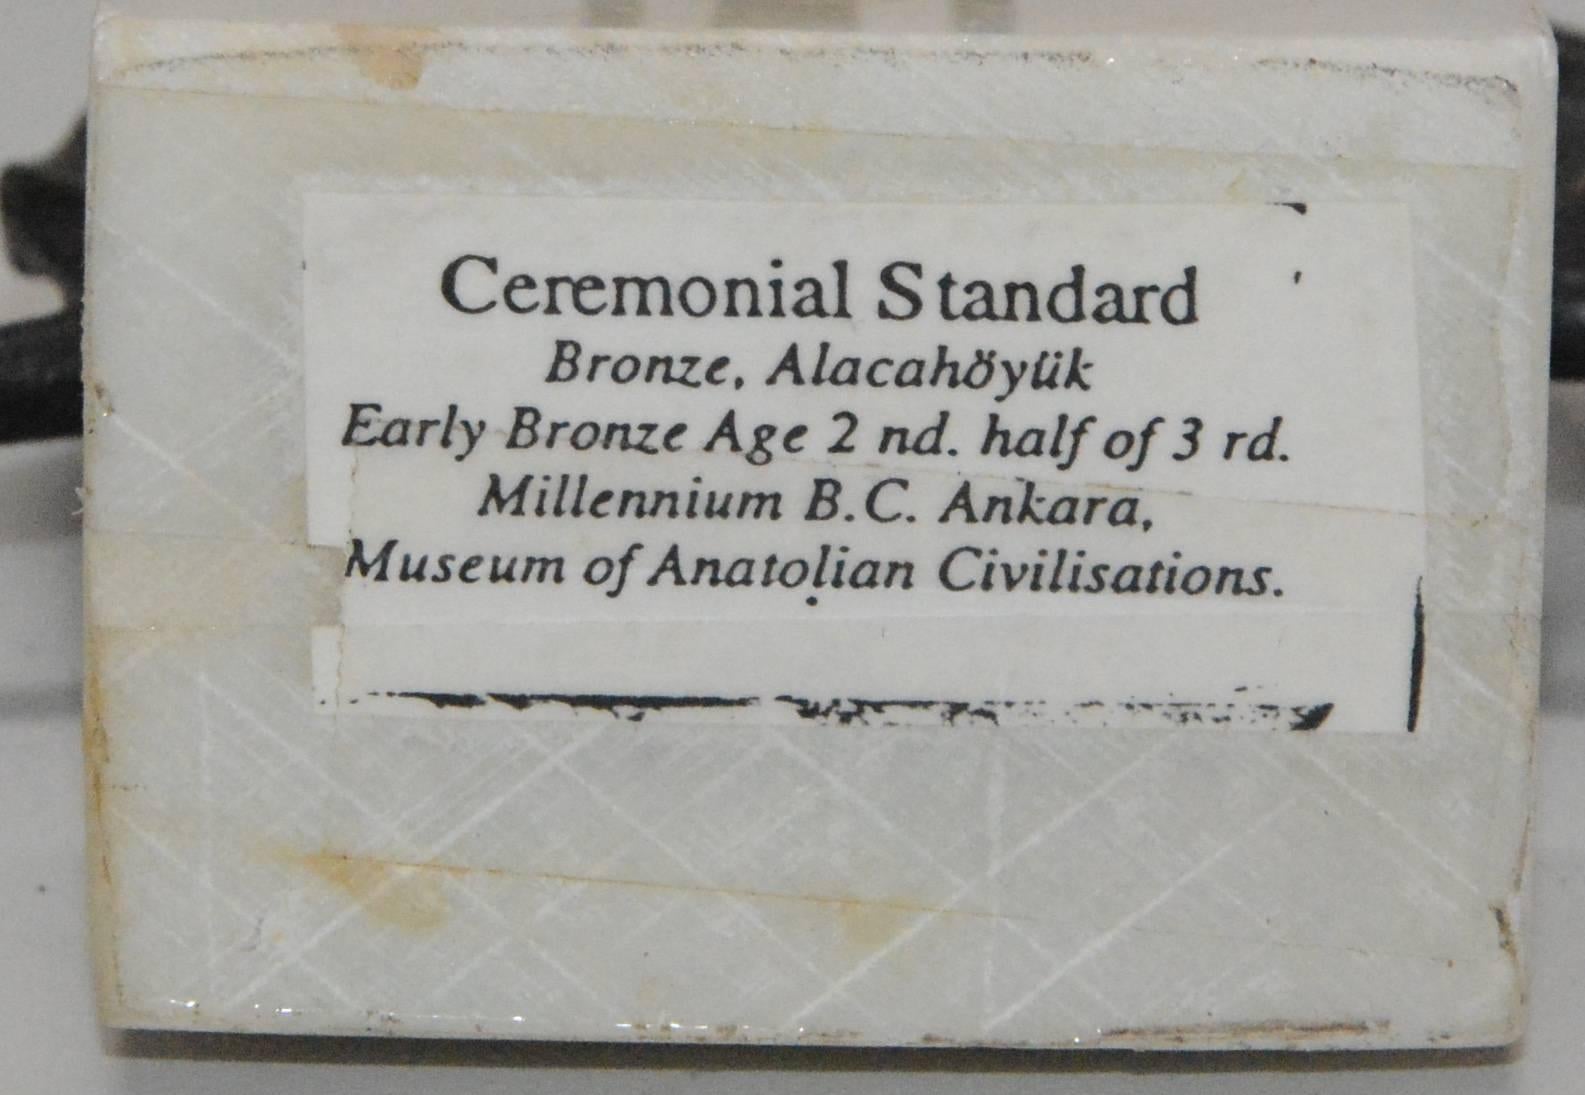 Ceremonial Standard
Bronze, Alacahöyük
Early Bronze Age 2 nd. half of 3 rd.
Millennium B.C. Ankara,
Museum of Anatolian Civilisations.